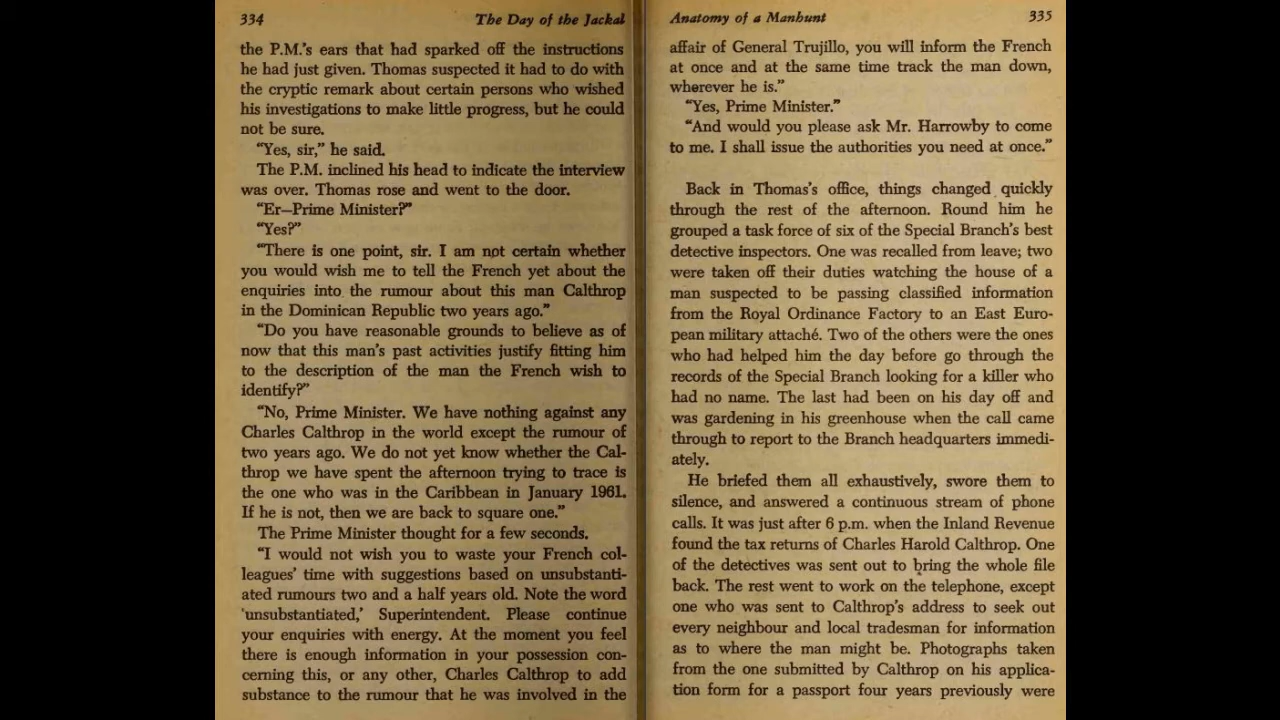 334
The Day of the Jackal
the P.M.'s ears that had sparked off the instructions
he had just given. Thomas suspected it had to do with
the cryptic remark about certain persons who wished
his investigations to make little progress, but he could
not be sure.
"Yes, sir," he said.
The P.M. inclined his head to indicate the interview
was over. Thomas rose and went to the door.
"Er—Prime Minister?"
"Yes?"
"There is one point, sir. I am not certain whether
you would wish me to tell the French yet about the
enquiries into the rumour about this man Calthrop
in the Dominican Republic two years ago."
"Do you have reasonable grounds to believe as of
now that this man's past activities justify fitting him
to the description of the man the French wish to
identify?"
"No, Prime Minister. We have nothing against any
Charles Calthrop in the world except the rumour of
two years ago. We do not yet know whether the Cal-
throp we have spent the afternoon trying to trace is
the one who was in the Caribbean in January 1961.
If he is not, then we are back to square one."
The Prime Minister thought for a few seconds.
"I would not wish you to waste your French col-
leagues' time with suggestions based on unsubstanti-
ated rumours two and a half years old. Note the word
'unsubstantiated,' Superintendent. Please continue
your enquiries with energy. At the moment you feel
there is enough information in your possession con-
cerning this, or any other, Charles Calthrop to add
substance to the rumour that he was involved in the
Anatomy of a Manhunt
335
affair of General Trujillo, you will inform the French
at once and at the same time track the man down,
wherever he is."
"Yes, Prime Minister."
"And would you please ask Mr. Harrowby to come
to me. I shall issue the authorities you need at once."
Back in Thomas's office, things changed quickly
through the rest of the afternoon. Round him he
grouped a task force of six of the Special Branch's best
detective inspectors. One was recalled from leave; two
were taken off their duties watching the house of a
man suspected to be passing classified information
from the Royal Ordinance Factory to an East Euro-
pean military attaché. Two of the others were the ones
who had helped him the day before go through the
records of the Special Branch looking for a killer who
had no name. The last had been on his day off and
was gardening in his greenhouse when the call came
through to report to the Branch headquarters immedi-
ately.
He briefed them all exhaustively, swore them to
silence, and answered a continuous stream of phone
calls. It was just after 6 p.m. when the Inland Revenue
found the tax returns of Charles Harold Calthrop. One
of the detectives was sent out to bring the whole file
back. The rest went to work on the telephone, except
one who was sent to Calthrop's address to seek out
every neighbour and local tradesman for information
as to where the man might be. Photographs taken
from the one submitted by Calthrop on his applica-
tion form for a passport four years previously were